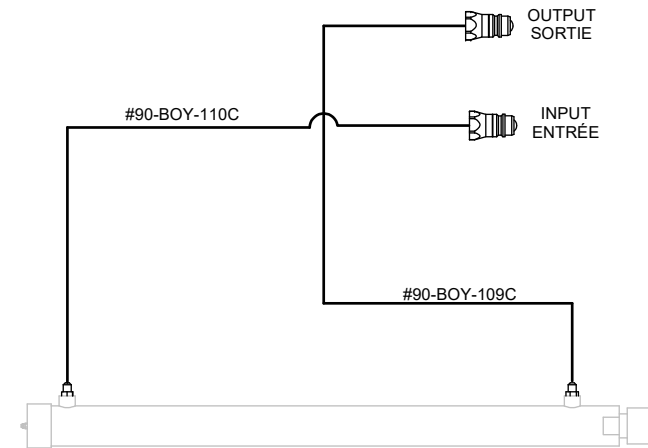 OUTPUT
SORTIE
#90-BOY-110C
INPUT
ENTRÉE
#90-BOY-109C